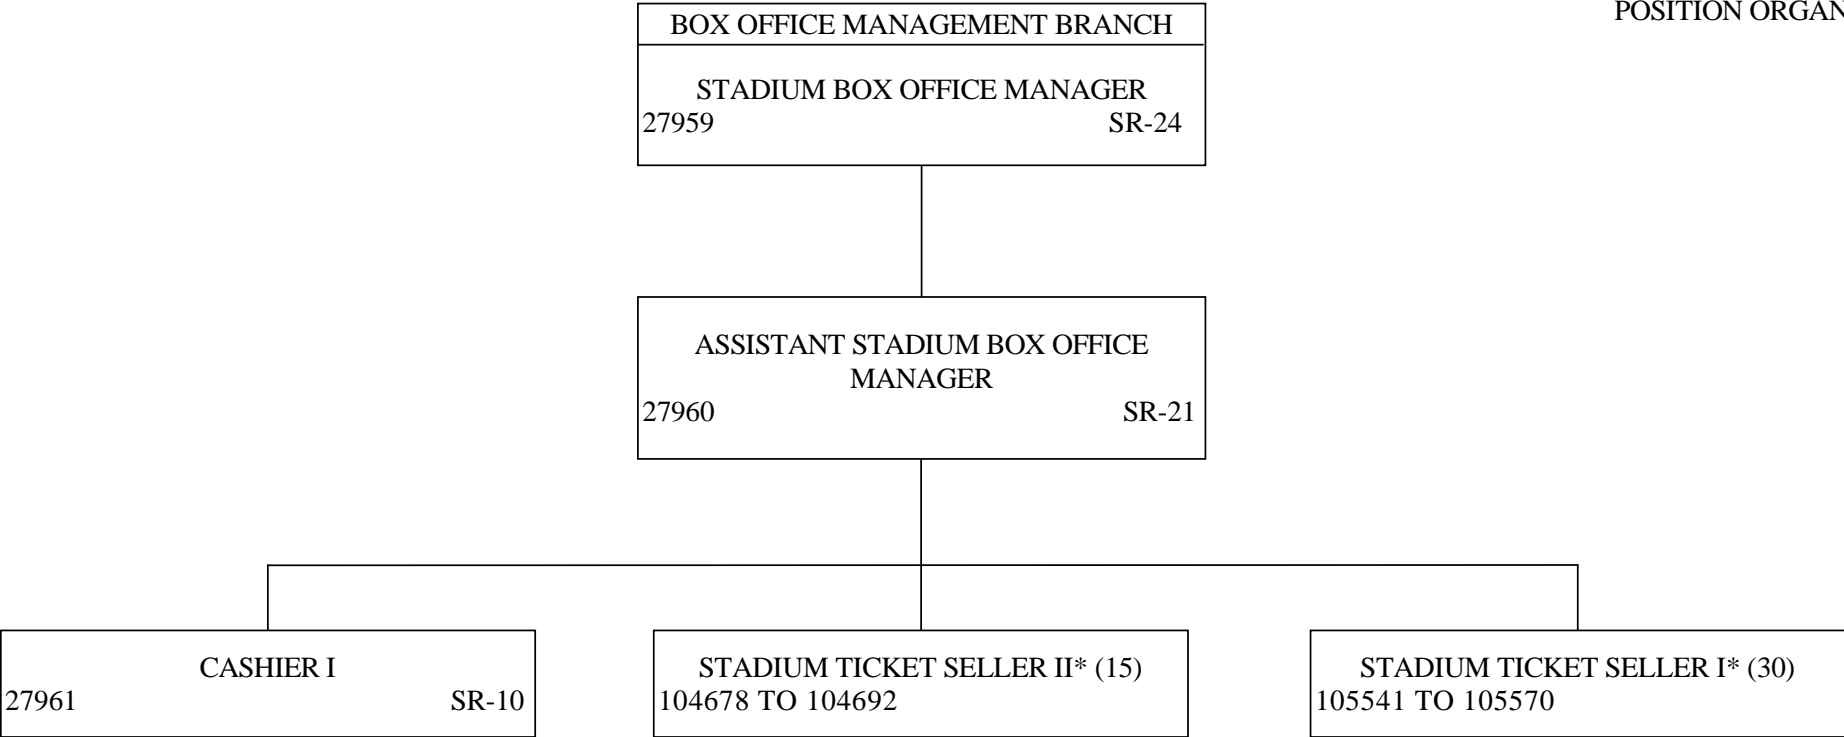 POSITION ORGAN
BOX OFFICE MANAGEMENT BRANCH
STADIUM BOX OFFICE MANAGER
27959 SR-24
ASSISTANT STADIUM BOX OFFICE
MANAGER
27960 SR-21
CASHIER I
27961 SR-10
STADIUM TICKET SELLER II* (15)
104678 TO 104692
STADIUM TICKET SELLER I* (30)
105541 TO 105570